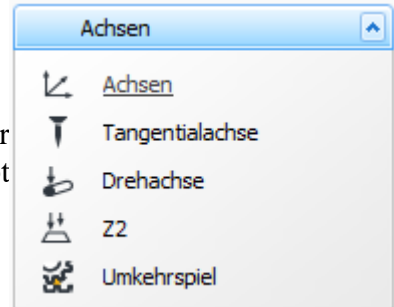 Achsen
Achsen
r Tangentialachse
t Drehachse
Z2
Umkehrspiel